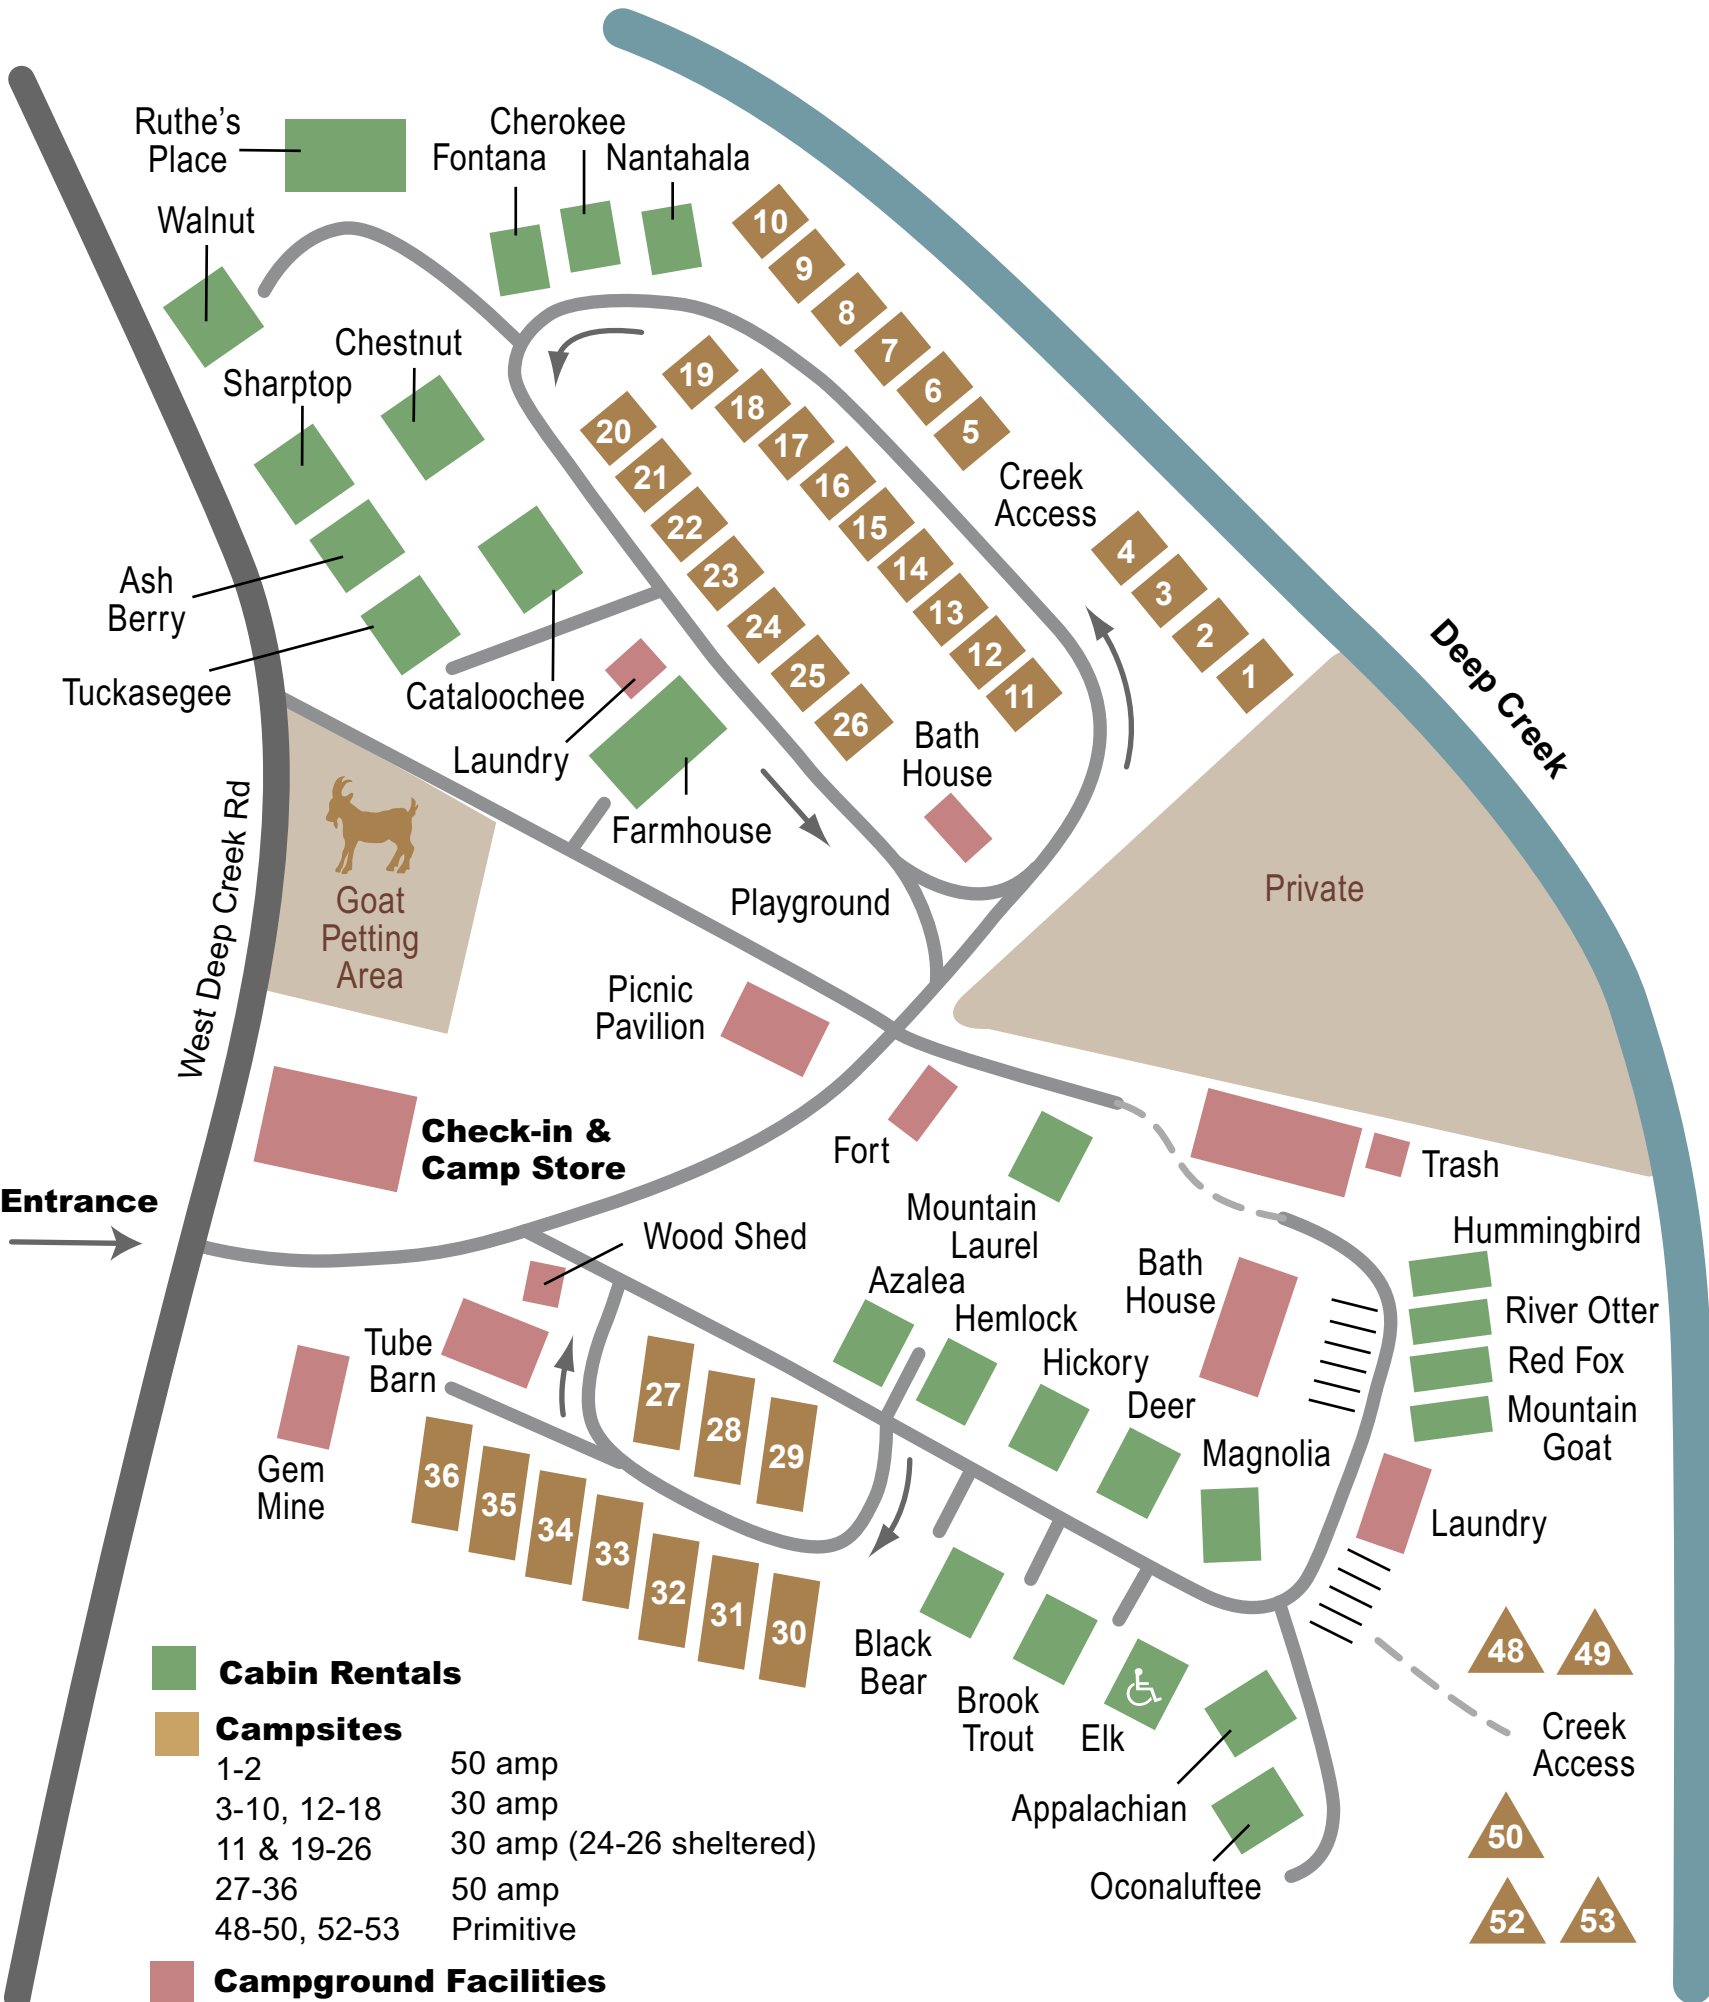 Ruthe's
Place
Cherokee
Fontana
Nantahala
Walnut
10
9
8
7
6
5
Chestnut
Sharptop
19
18
17
16
15
14
13
12
11
20
21
22
23
24
25
26
Creek
Access
4
3
2
1
Ash
Berry
Tuckasegee
Cataloochee
Laundry
Farmhouse
Bath
House
Deep Creek
West Deep Creek Rd
Goat
Petting
Area
Playground
Private
Picnic
Pavilion
Check-in &
Camp Store
Fort
Trash
Entrance
Wood Shed
Mountain
Laurel
Hummingbird
Bath
House
Azalea
Hemlock
River Otter
Tube
Barn
Hickory
Red Fox
Deer
Mountain
Goat
27
28
29
Magnolia
Gem
Mine
36
35
34
33
32
31
30
Laundry
Black
Bear
Brook
Trout
Elk
48
49
Creek
Access
Appalachian
Oconaluftee
50
52
53
Cabin Rentals
Campsites
1-2 50 amp
3-10, 12-18 30 amp
11 & 19-26 30 amp (24-26 sheltered)
27-36 50 amp
48-50, 52-53 Primitive
Campground Facilities